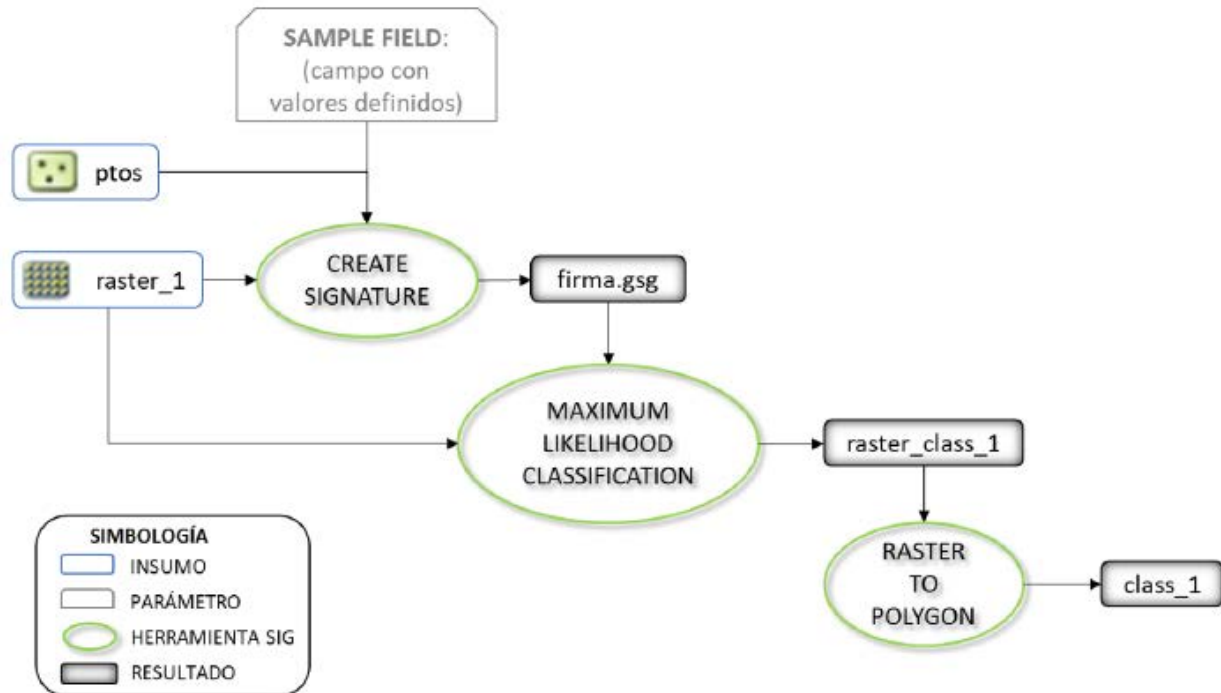 SAMPLE FIELD:
(campo con
valores definidos)
ptos
raster_1
CREATE
SIGNATURE
firma.gsg
MAXIMUM
LIKELIHOOD
CLASSIFICATION
raster_class_1
RASTER
TO
POLYGON
class_1
SIMBOLOGÍA
INSUMO
PARÁMETRO
HERRAMIENTA SIG
RESULTADO